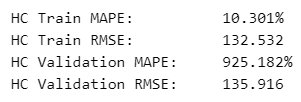 HC Train MAPE: 10.301%
HC Train RMSE: 132.532
HC Validation MAPE: 925.182%
HC Validation RMSE: 135.916